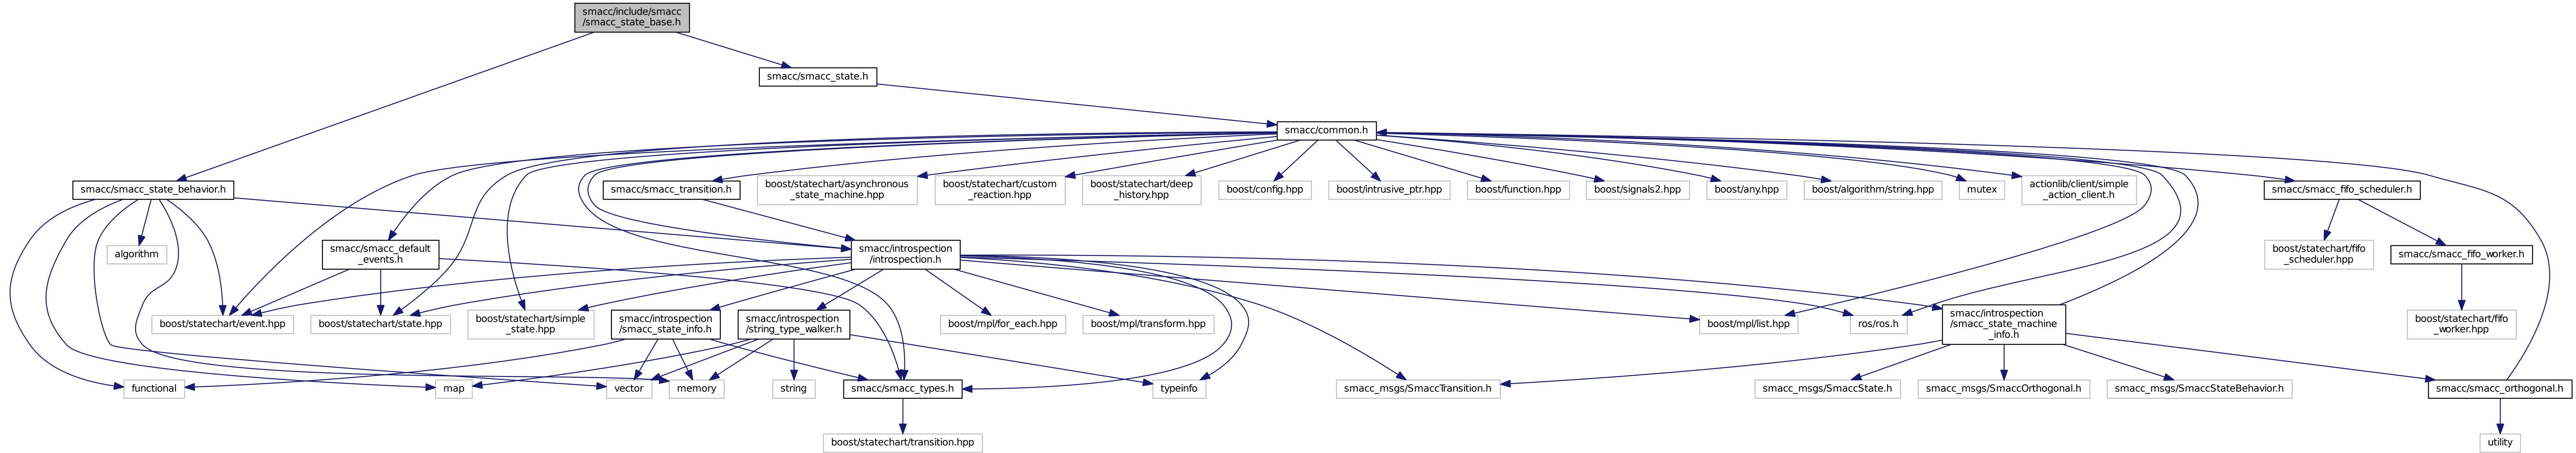 smacc/include/smacc
/smacc_state_base.h
smacc/smacc_state.h
smacc/common.h
smacc/smacc_state_behavior.h
smacc/smacc_transition.h
boost/statechart/asynchronous
_state_machine.hpp
boost/statechart/custom
_reaction.hpp
boost/statechart/deep
_history.hpp
boost/config.hpp
boost/intrusive_ptr.hpp
boost/function.hpp
boost/signals2.hpp
boost/any.hpp
boost/algorithm/string.hpp
mutex
actionlib/client/simple
_action_client.h
smacc/smacc_fifo_scheduler.h
algorithm
smacc/smacc_default
_events.h
smacc/introspection
/introspection.h
boost/statechart/fifo
_scheduler.hpp
smacc/smacc_fifo_worker.h
boost/statechart/event.hpp
boost/statechart/state.hpp
boost/statechart/simple
_state.hpp
smacc/introspection
/smacc_state_info.h
smacc/introspection
/string_type_walker.h
boost/mpl/for_each.hpp
boost/mpl/transform.hpp
boost/mpl/list.hpp
ros/ros.h
smacc/introspection
/smacc_state_machine
_info.h
boost/statechart/fifo
_worker.hpp
functional
map
vector
memory
string
smacc/smacc_types.h
typeinfo
smacc_msgs/SmaccTransition.h
smacc_msgs/SmaccState.h
smacc_msgs/SmaccOrthogonal.h
smacc_msgs/SmaccStateBehavior.h
smacc/smacc_orthogonal.h
boost/statechart/transition.hpp
utility